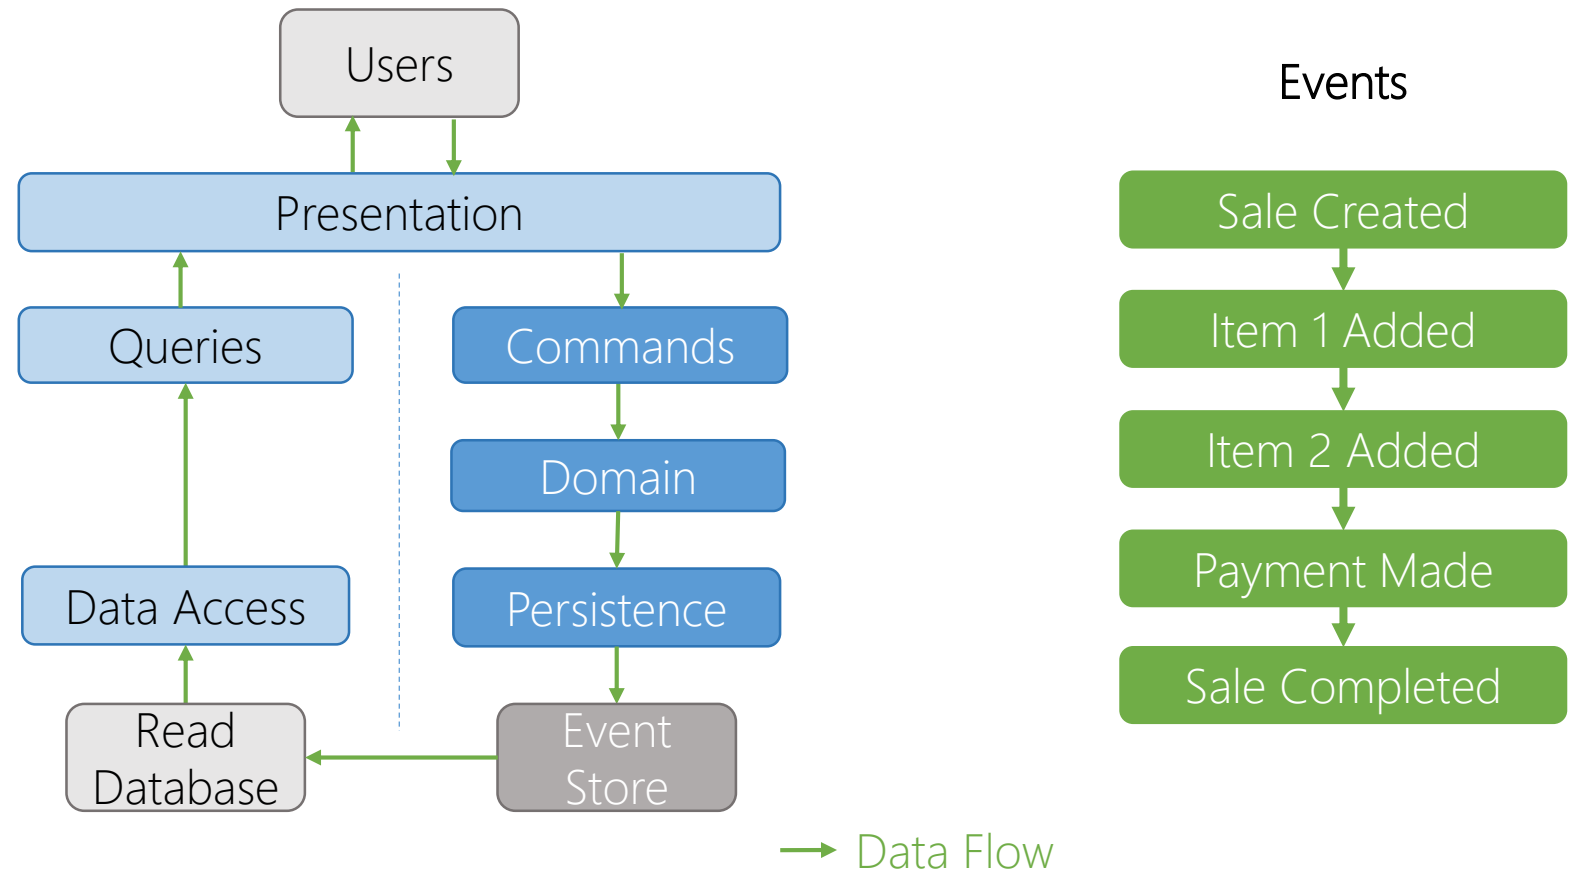 Users
Presentation
Queries
Commands
Domain
Data Access
Persistence
Read
Database
Event
Store
Data Flow
Events
Sale Created
Item 1 Added
Item 2 Added
Payment Made
Sale Completed